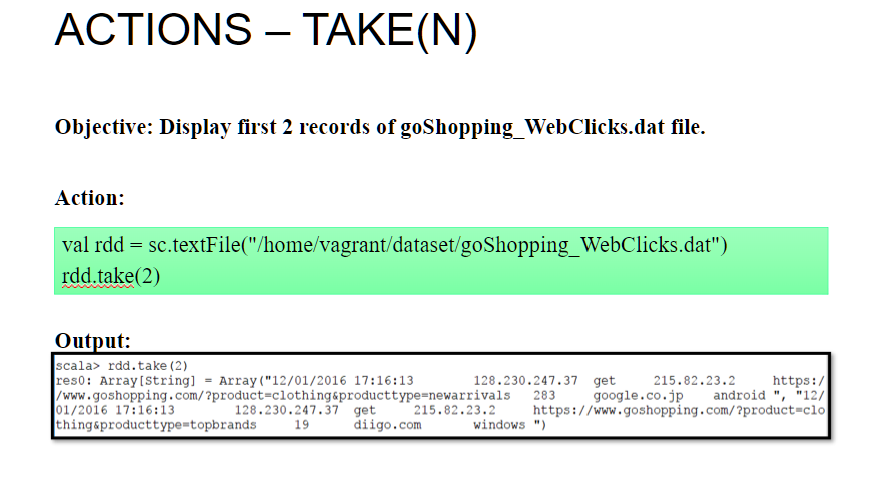 ACTIONS – TAKE(N)
Objective: Display first 2 records of goShopping_WebClicks.dat file.
Action:
val rdd = sc.textFile("/home/vagrant/dataset/goShopping_WebClicks.dat")
rdd.take(2)
Output:
scala> rdd.take(2)
res0: Array[String] = Array("12/01/2016 17:16:13 128.230.247.37 get 215.82.23.2 https:/
/www.goshopping.com/?product=clothing&producttype=newarrivals 283 google.co.jp android ", "12/
01/2016 17:16:13 128.230.247.37 get 215.82.23.2 https://www.goshopping.com/?product=clo
thing&producttype=topbrands 19 diigo.com windows ")